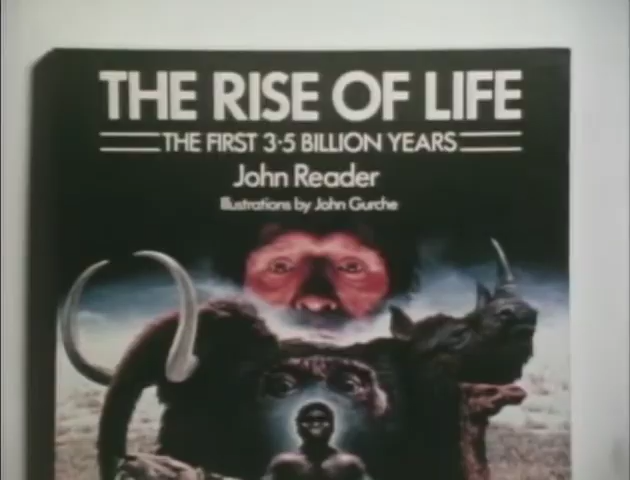 THE RISE OF LIFE
THE FIRST 3·5 BILLION YEARS
John Reader
Illustrations by John Gurche